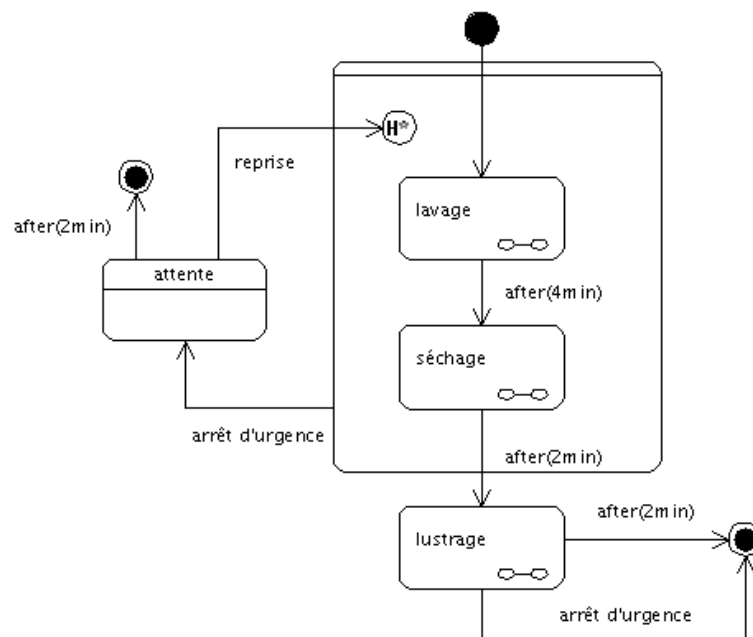 H*
reprise
after(2min)
lavage
attente
after(4min)
séchage
arrêt d'urgence
after(2min)
after(2min)
lustrage
arrêt d'urgence